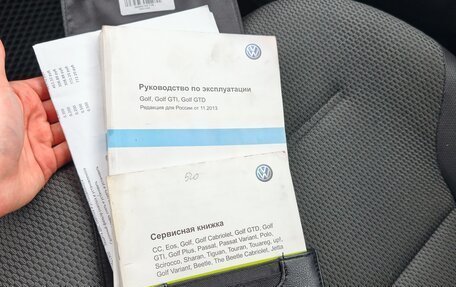 Руководство по эксплуатации
Golf, Golf GTI, Golf GTD
Редакция для России от 11.2013
Сервисная книжка
CC, Eos, Golf, Golf Cabriolet, Golf GTD, Golf
GTI, Golf Plus, Passat, Passat Variant, Polo,
Scirocco, Sharan, Tiguan, Touran, Touareg, up!,
Golf Variant, Beetle, The Beetle Cabriolet, Jetta